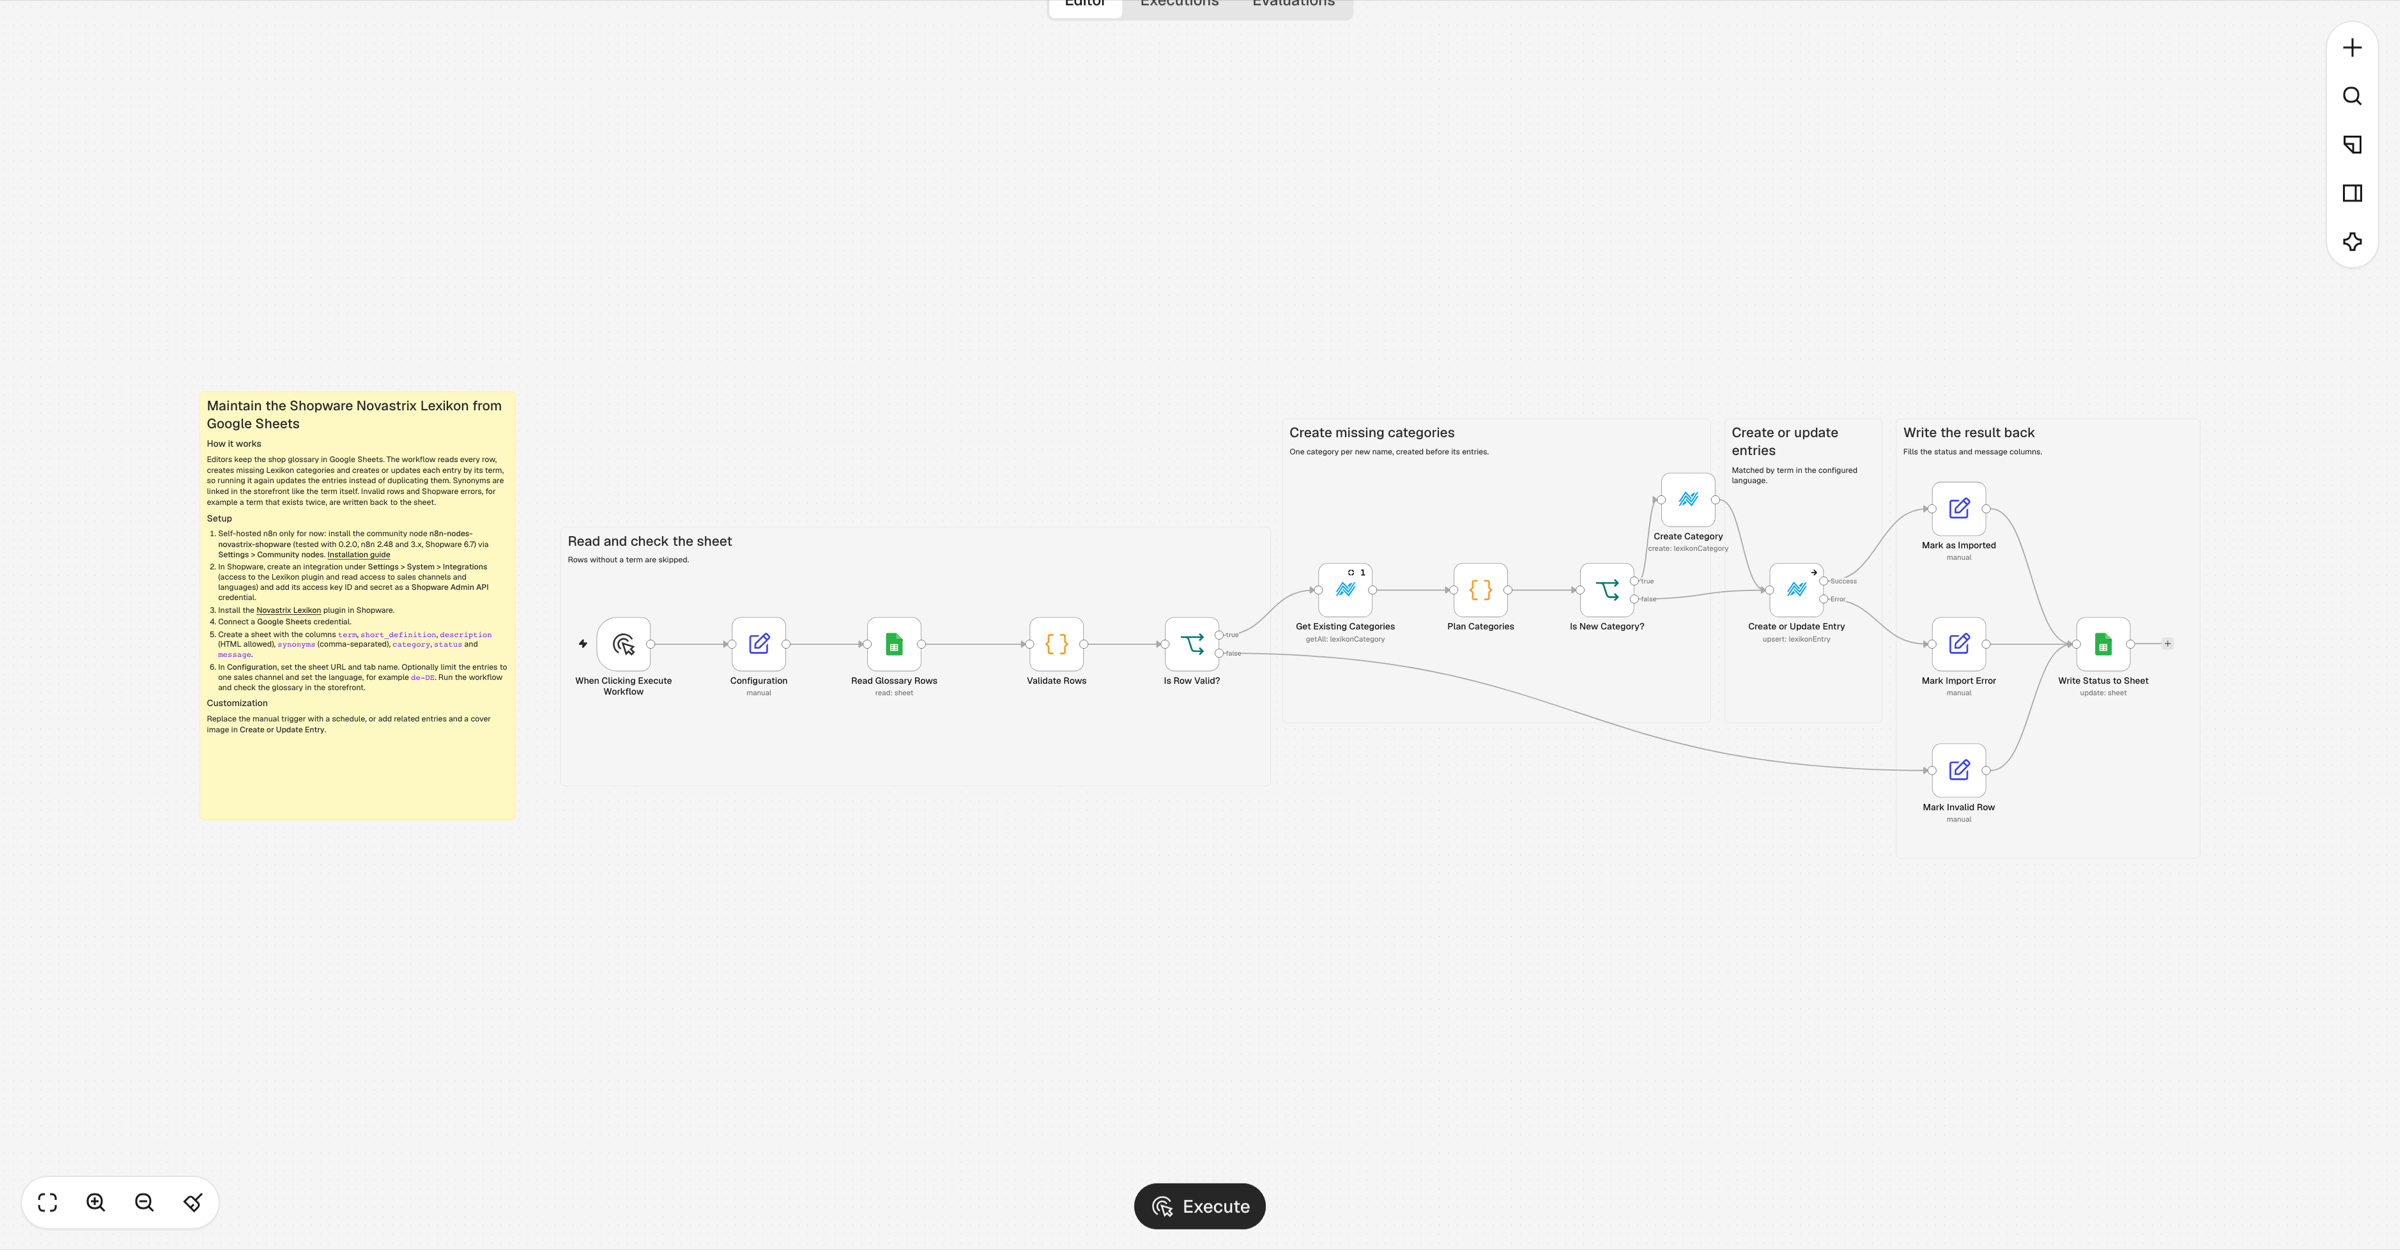 Editor
Executions
Evaluations
Maintain the Shopware Novastrix Lexikon from
Google Sheets
How it works
Editors keep the shop glossary in Google Sheets. The workflow reads every row,
creates missing Lexikon categories and creates or updates each entry by its term,
so running it again updates the entries instead of duplicating them. Synonyms are
linked in the storefront like the term itself. Invalid rows and Shopware errors, for
example a term that exists twice, are written back to the sheet.
Setup
1. Self-hosted n8n only for now: install the community node n8n-nodes-
novastrix-shopware (tested with 0.2.0, n8n 2.48 and 3.x, Shopware 6.7) via
Settings > Community nodes. Installation guide
2. In Shopware, create an integration under Settings > System > Integrations
(access to the Lexikon plugin and read access to sales channels and
languages) and add its access key ID and secret as a Shopware Admin API
credential.
3. Install the Novastrix Lexikon plugin in Shopware.
4. Connect a Google Sheets credential.
5. Create a sheet with the columns term, short_definition, description
(HTML allowed), synonyms (comma-separated), category, status and
message.
6. In Configuration, set the sheet URL and tab name. Optionally limit the entries to
one sales channel and set the language, for example de-DE. Run the workflow
and check the glossary in the storefront.
Customization
Replace the manual trigger with a schedule, or add related entries and a cover
image in Create or Update Entry.
Read and check the sheet
Rows without a term are skipped.
When Clicking Execute
Workflow
Configuration
manual
Read Glossary Rows
read: sheet
Validate Rows
Is Row Valid?
true
false
Create missing categories
One category per new name, created before its entries.
1
Get Existing Categories
getAll: lexikonCategory
Plan Categories
Is New Category?
true
false
Create Category
create: lexikonCategory
Create or update
entries
Matched by term in the configured
language.
Create or Update Entry
upsert: lexikonEntry
Success
Error
Write the result back
Fills the status and message columns.
Mark as Imported
manual
Mark Import Error
manual
Mark Invalid Row
manual
Write Status to Sheet
update: sheet
Execute